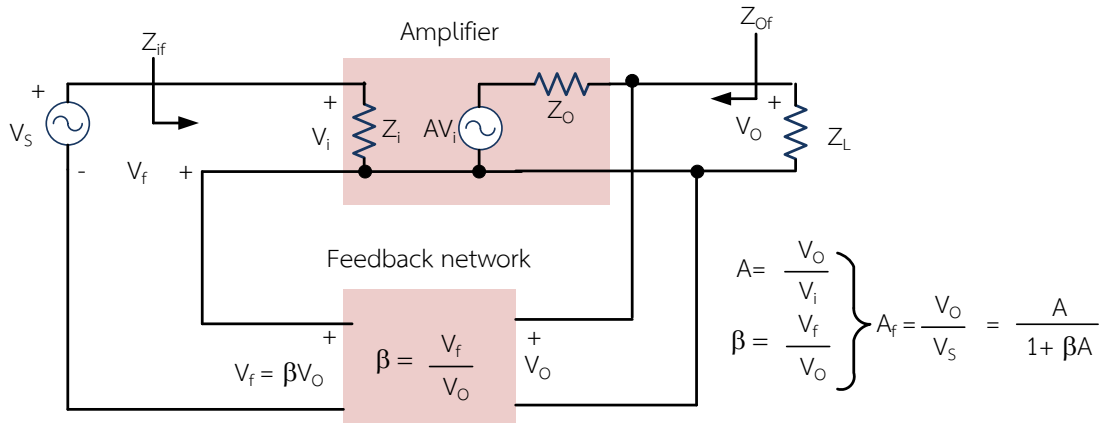 Amplifier
Z_if
Z_Of
+
V_S
-
+
V_i
Z_i
AV_i
Z_O
+
V_O
Z_L
V_f +
Feedback network
+
V_f = βV_O
β = V_f / V_O
+
V_O
A = V_O / V_i
β = V_f / V_O
A_f = V_O / V_S = A / 1 + βA